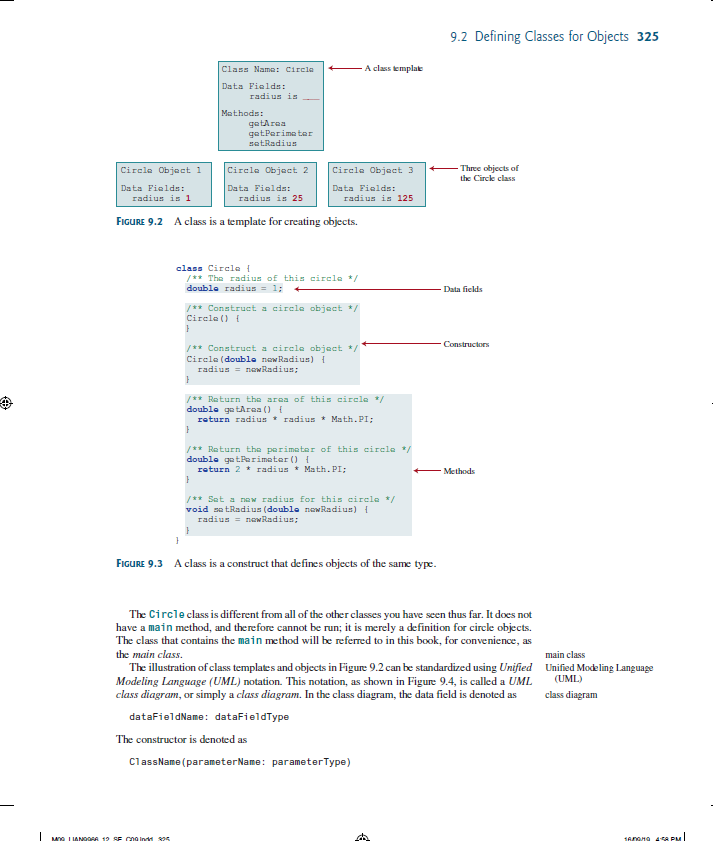 9.2 Defining Classes for Objects 325
Class Name: Circle
Data Fields:
radius is ___
Methods:
getArea
getPerimeter
setRadius
A class template
Circle Object 1
Data Fields:
radius is 1
Circle Object 2
Data Fields:
radius is 25
Circle Object 3
Data Fields:
radius is 125
Three objects of
the Circle class
FIGURE 9.2 A class is a template for creating objects.
class Circle {
/** The radius of this circle */
double radius = 1;
Data fields
/** Construct a circle object */
Circle() {
}
/** Construct a circle object */
Constructors
Circle(double newRadius) {
radius = newRadius;
}
/** Return the area of this circle */
double getArea() {
return radius * radius * Math.PI;
}
/** Return the perimeter of this circle */
double getPerimeter() {
return 2 * radius * Math.PI;
Methods
}
/** Set a new radius for this circle */
void setRadius(double newRadius) {
radius = newRadius;
}
}
FIGURE 9.3 A class is a construct that defines objects of the same type.
The Circle class is different from all of the other classes you have seen thus far. It does not
have a main method, and therefore cannot be run; it is merely a definition for circle objects.
The class that contains the main method will be referred to in this book, for convenience, as
the main class.
main class
The illustration of class templates and objects in Figure 9.2 can be standardized using Unified
Modeling Language (UML) notation. This notation, as shown in Figure 9.4, is called a UML
class diagram, or simply a class diagram. In the class diagram, the data field is denoted as
Unified Modeling Language
(UML)
class diagram
dataFieldName: dataFieldType
The constructor is denoted as
ClassName(parameterName: parameterType)
M09_LIAN9966_12_SE_C09.indd 325
16/09/19 4:58 PM